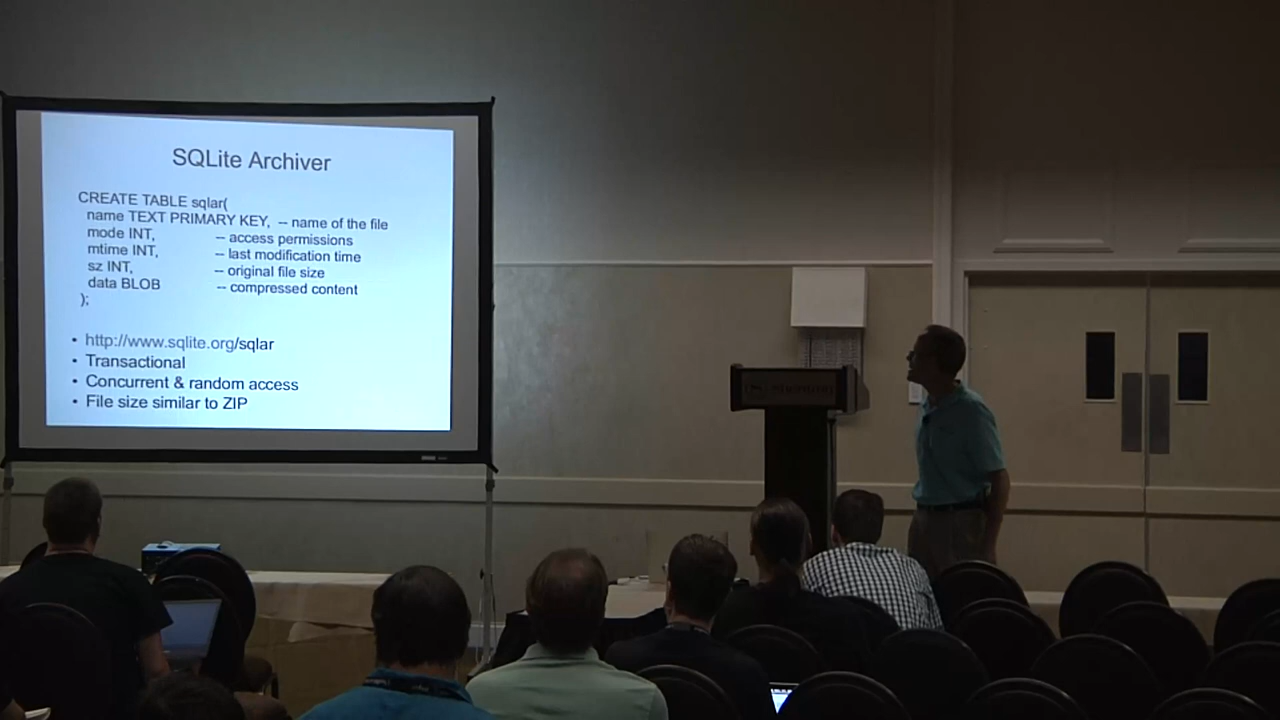 SQLite Archiver
CREATE TABLE sqlar(
name TEXT PRIMARY KEY, -- name of the file
mode INT, -- access permissions
mtime INT, -- last modification time
sz INT, -- original file size
data BLOB -- compressed content
);
• http://www.sqlite.org/sqlar
• Transactional
• Concurrent & random access
• File size similar to ZIP